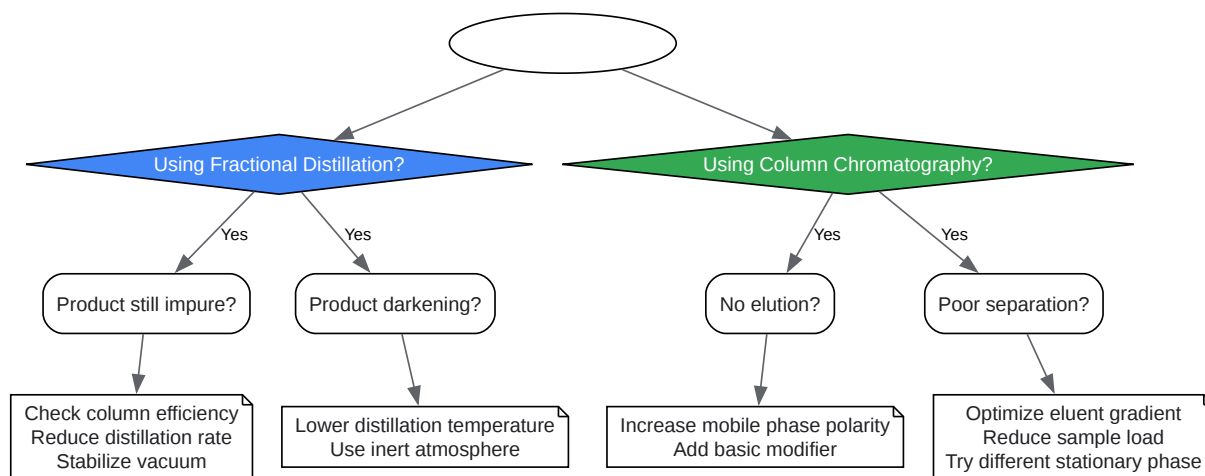 Using Fractional Distillation?
Using Column Chromatography?
Yes
Yes
Yes
Yes
Product still impure?
Product darkening?
No elution?
Poor separation?
Check column efficiency
Reduce distillation rate
Stabilize vacuum
Lower distillation temperature
Use inert atmosphere
Increase mobile phase polarity
Add basic modifier
Optimize eluent gradient
Reduce sample load
Try different stationary phase